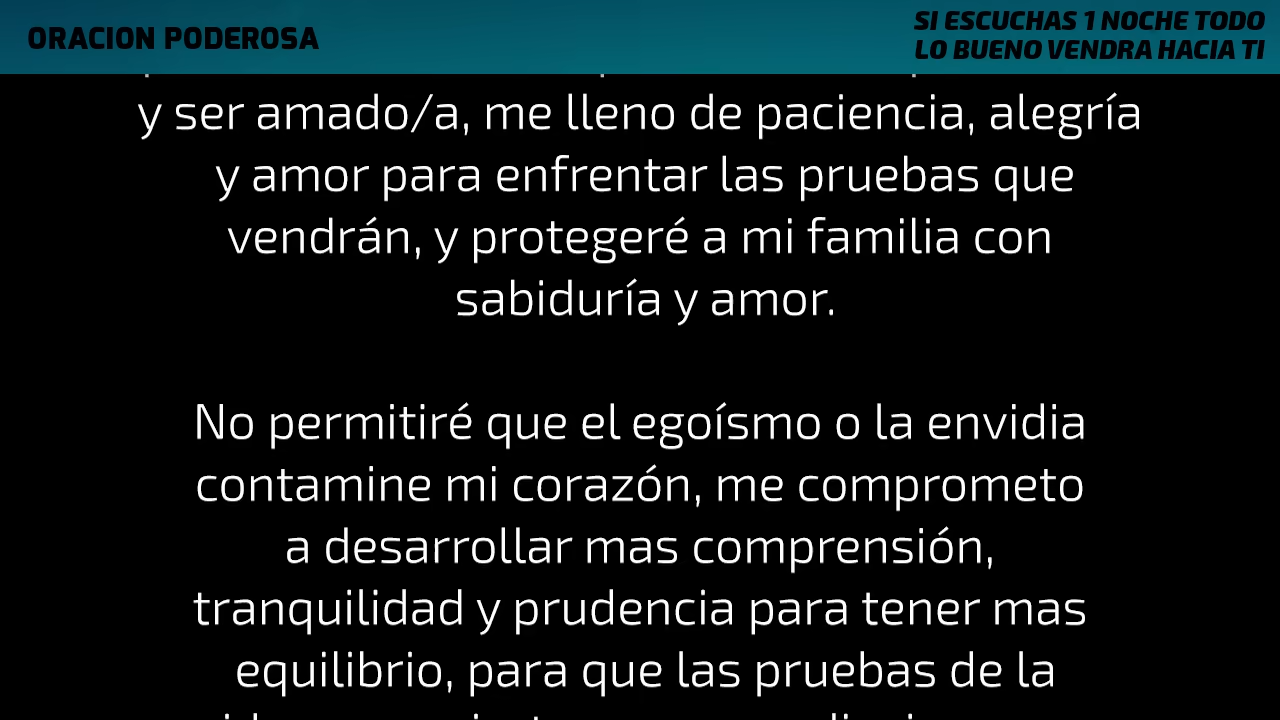 ORACION PODEROSA
SI ESCUCHAS 1 NOCHE TODO
LO BUENO VENDRA HACIA TI
y ser amado/a, me lleno de paciencia, alegría
y amor para enfrentar las pruebas que
vendrán, y protegeré a mi familia con
sabiduría y amor.
No permitiré que el egoísmo o la envidia
contamine mi corazón, me comprometo
a desarrollar mas comprensión,
tranquilidad y prudencia para tener mas
equilibrio, para que las pruebas de la